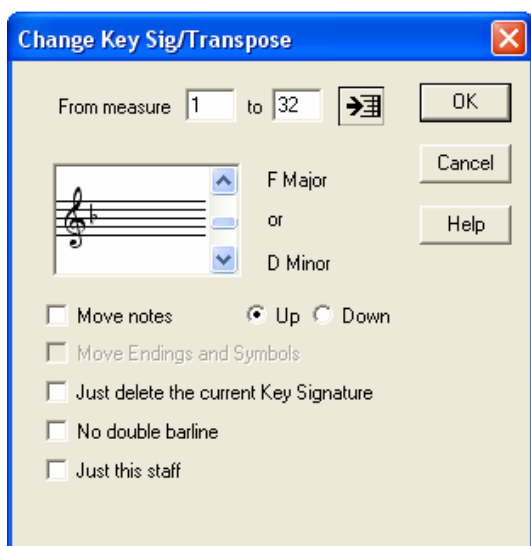 Change Key Sig/Transpose
From measure 1 to 32 OK
Cancel
F Major
or
D Minor
Help
Move notes Up Down
Move Endings and Symbols
Just delete the current Key Signature
No double barline
Just this staff